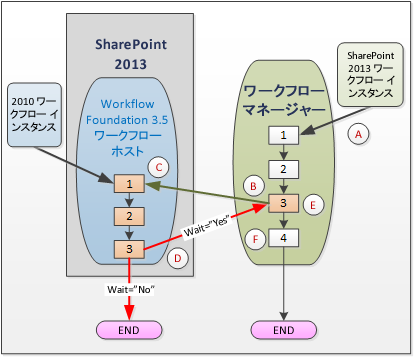 SharePoint
2013
Workflow
Foundation 3.5
ワークフロー
ホスト
2010 ワー
クフロー イ
ンスタンス
1
2
3
C
D
Wait="Yes"
Wait="No"
END
ワークフロー
マネージャー
SharePoint
2013 ワー
クフロー イ
ンスタンス
A
1
2
B
3
E
F
4
END